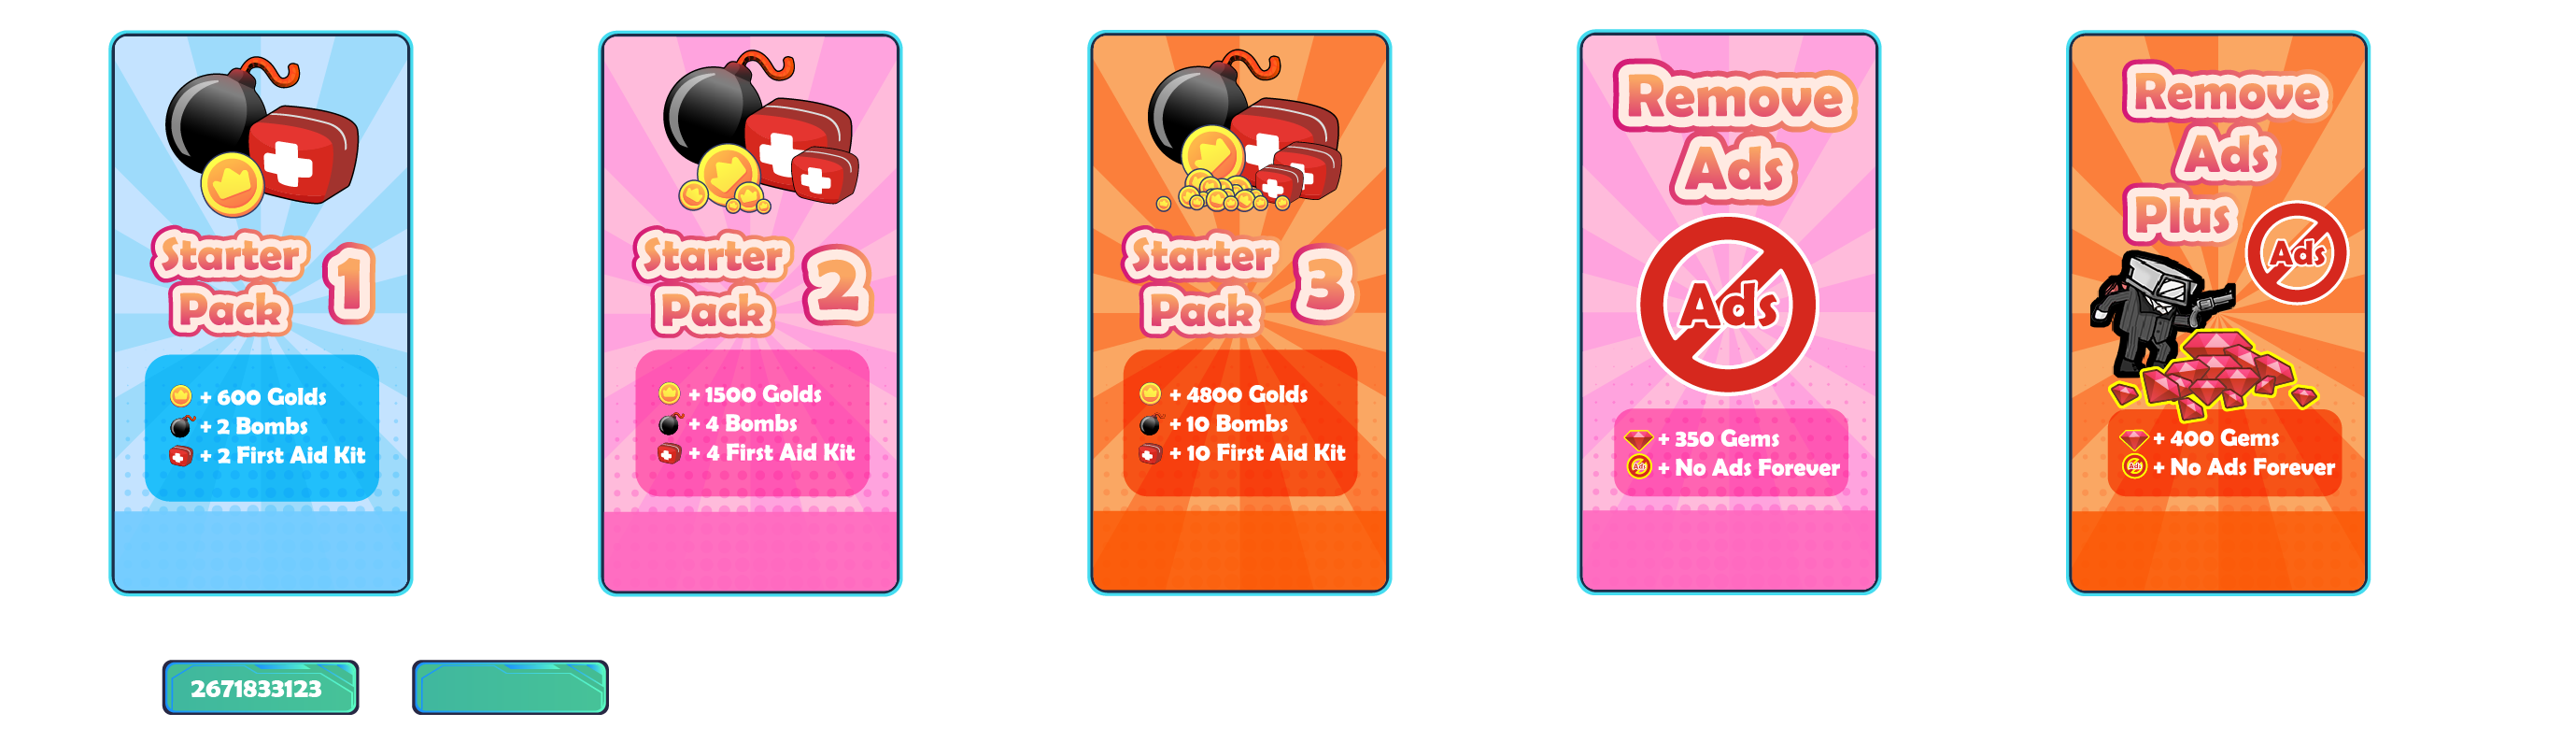 Starter
Pack
1
+ 600 Golds
+ 2 Bombs
+ 2 First Aid Kit
Starter
Pack
2
+ 1500 Golds
+ 4 Bombs
+ 4 First Aid Kit
Starter
Pack
3
+ 4800 Golds
+ 10 Bombs
+ 10 First Aid Kit
Remove
Ads
Ads
+ 350 Gems
Ads
+ No Ads Forever
Remove
Ads
Plus
Ads
+ 400 Gems
Ads
+ No Ads Forever
2671833123